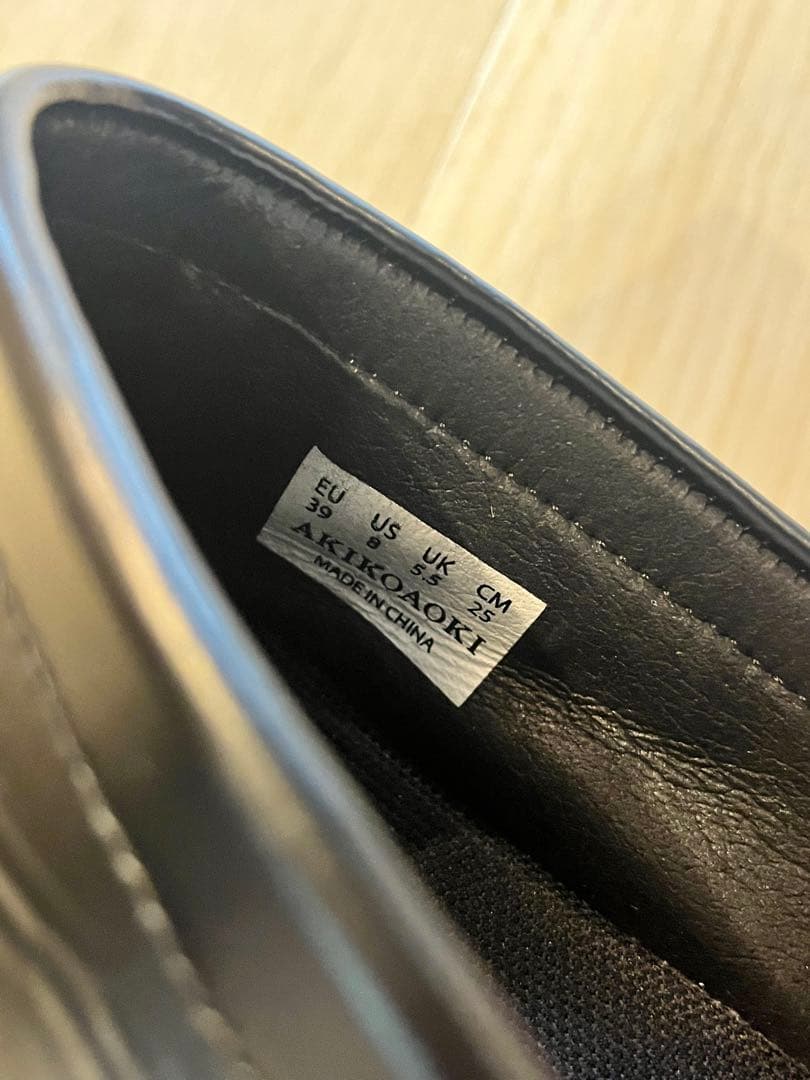 EU US UK CM
39 8 5.5 25
AKIKOAOKI
MADE IN CHINA